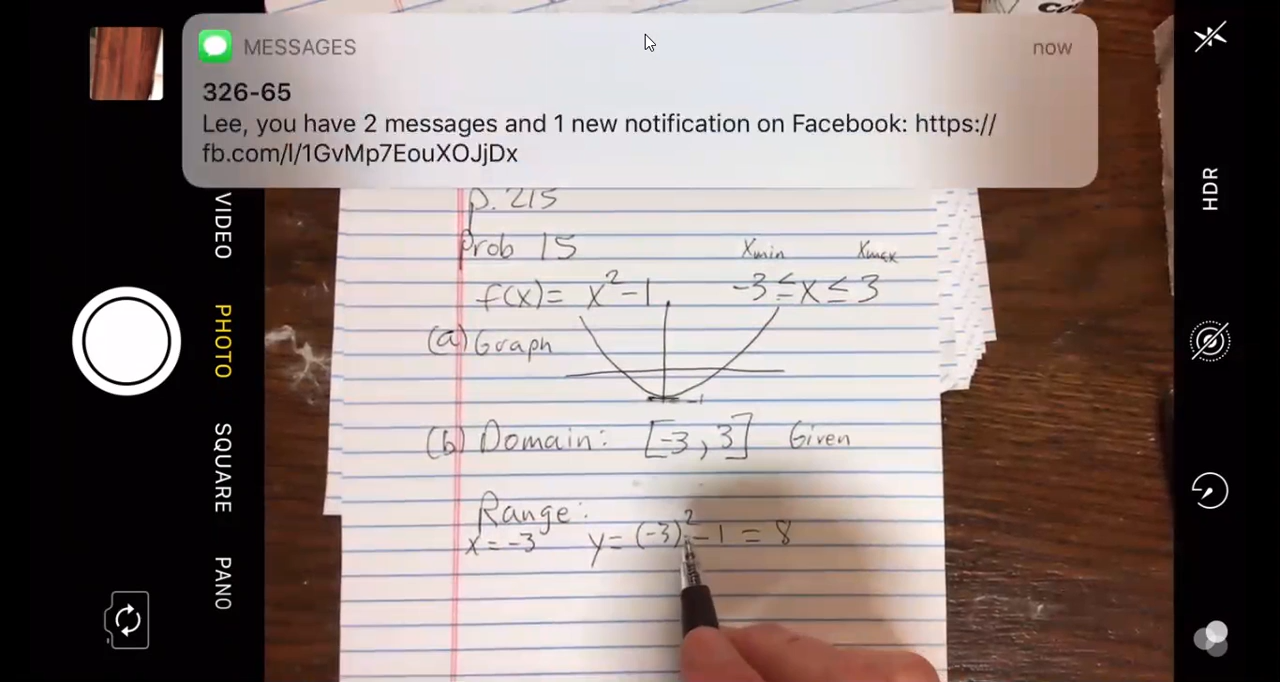 MESSAGES now
326-65
Lee, you have 2 messages and 1 new notification on Facebook: https://
fb.com/l/1GvMp7EouXOJjDx
VIDEO
PHOTO
SQUARE
PANO
HDR
p. 215
Prob 15
Xmin Xmax
f(x) = x²-1, -3 ≤ x ≤ 3
(a) Graph
-1
(b) Domain: [-3, 3] Given
Range:
x = -3 y = (-3)² - 1 = 8